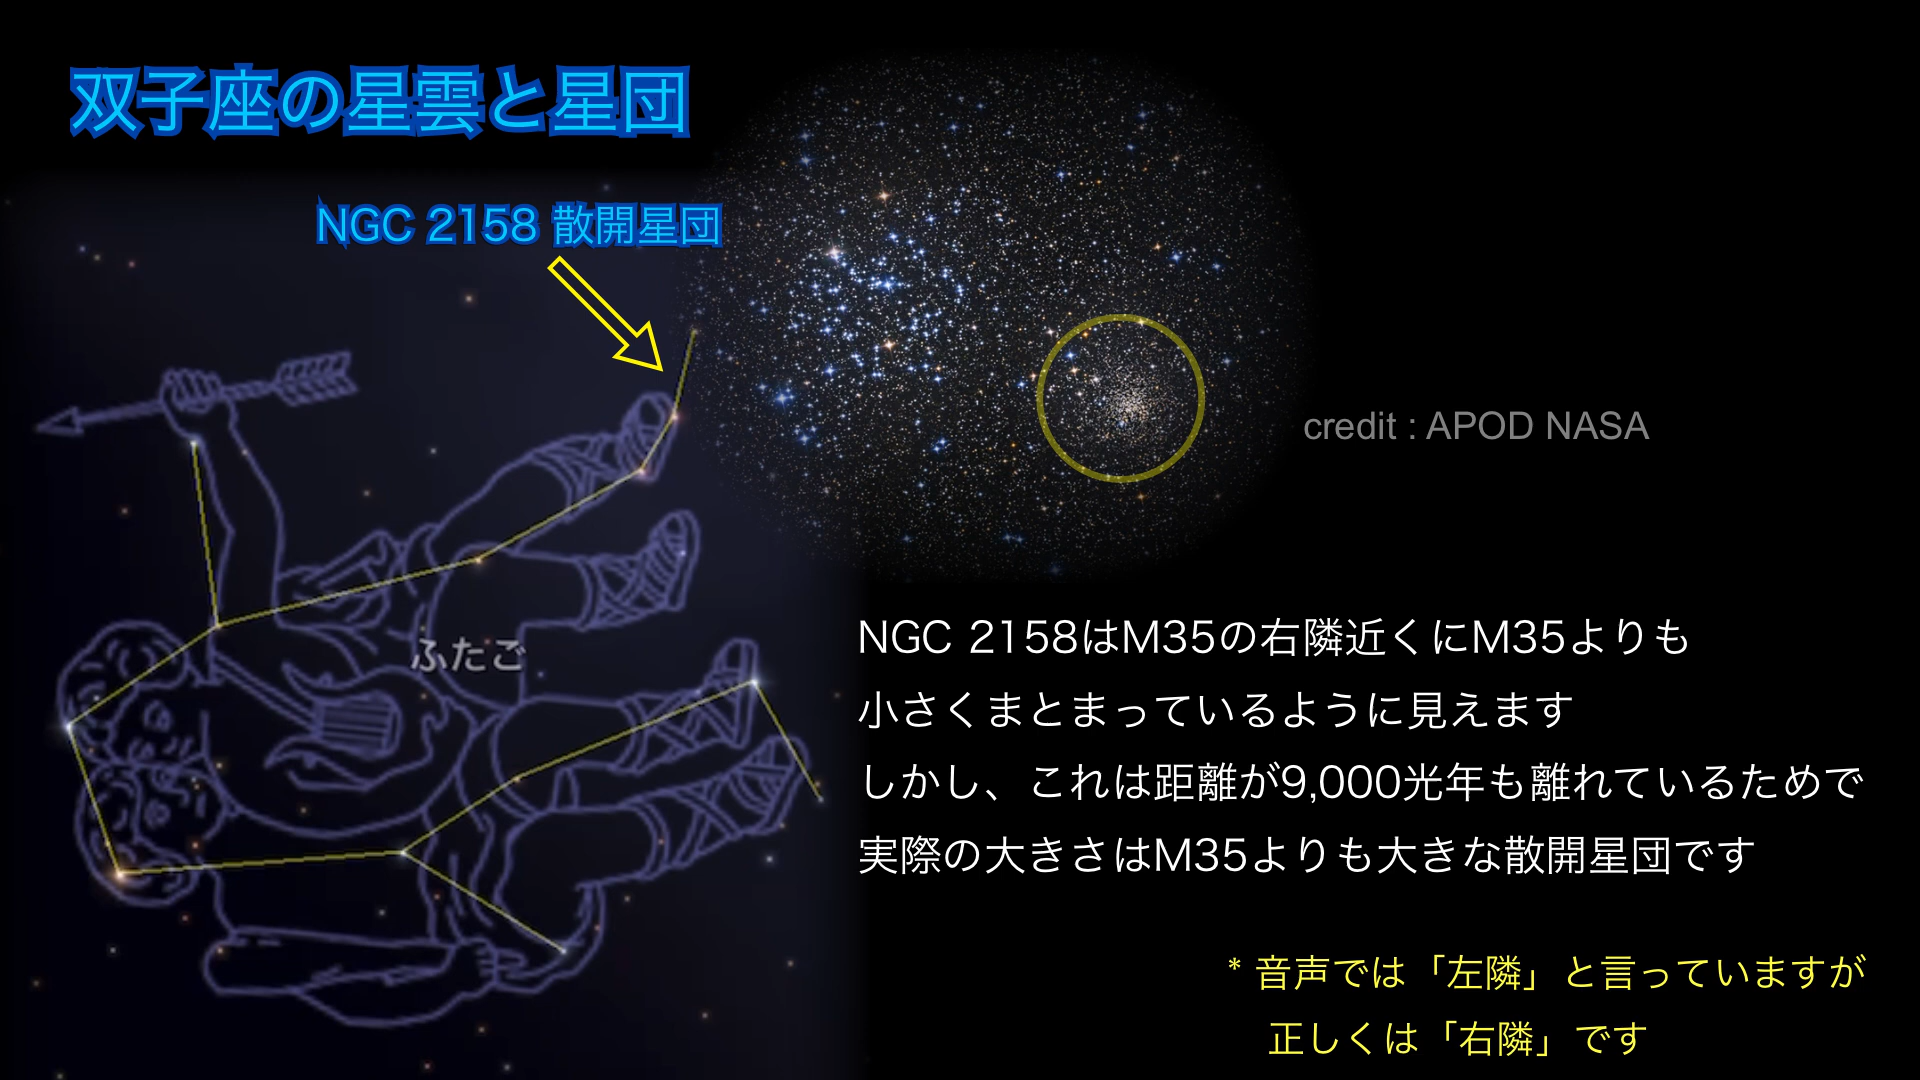 双子座の星雲と星団
NGC 2158 散開星団
credit : APOD NASA
ふたご
NGC 2158はM35の右隣近くにM35よりも
小さくまとまっているように見えます
しかし、これは距離が9,000光年も離れているためで
実際の大きさはM35よりも大きな散開星団です
* 音声では「左隣」と言っていますが
正しくは「右隣」です